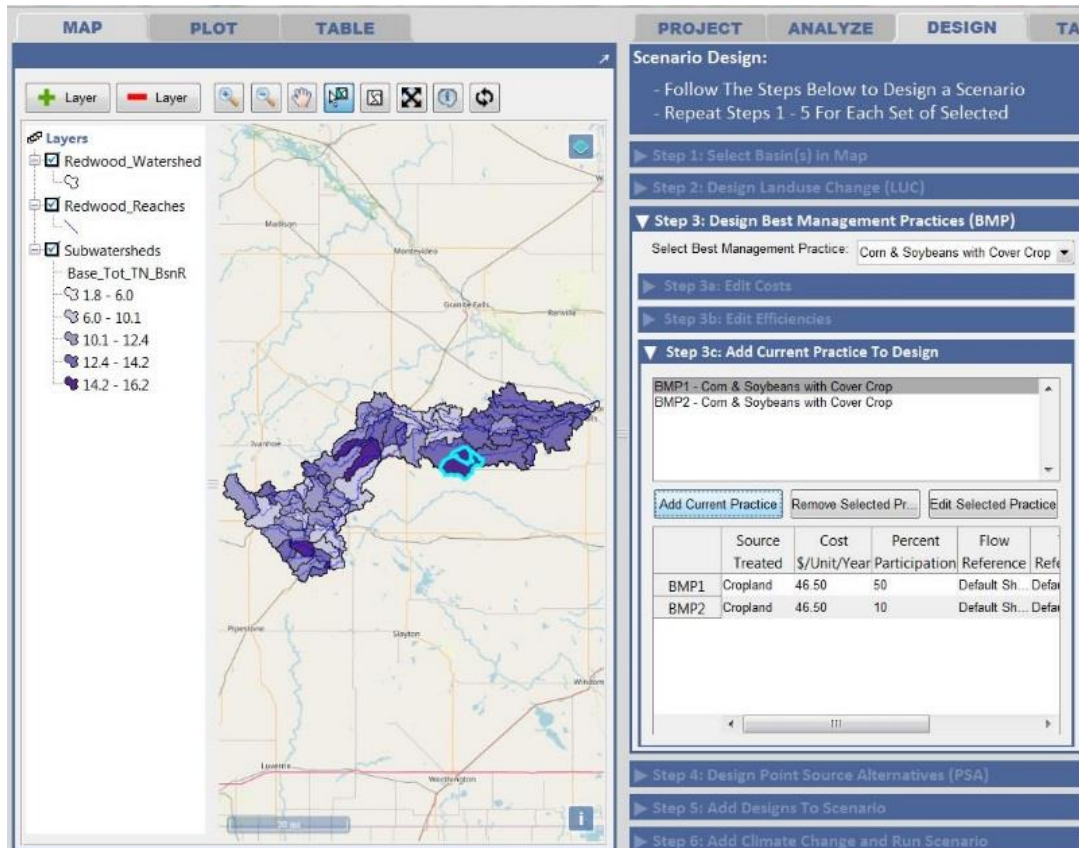 MAP
PLOT
TABLE
Layer
Layer
Layers
Redwood_Watershed
Redwood_Reaches
Subwatersheds
Base_Tot_TN_BsnR
1.8 - 6.0
6.0 - 10.1
10.1 - 12.4
12.4 - 14.2
14.2 - 16.2
Madison
Montevideo
Granite Falls
Renville
Ivanhoe
Pipestone
Slayton
Windom
Luverne
Worthington
i
PROJECT
ANALYZE
DESIGN
TA
Scenario Design:
- Follow The Steps Below to Design a Scenario
- Repeat Steps 1 - 5 For Each Set of Selected
Step 1: Select Basin(s) in Map
Step 2: Design Landuse Change (LUC)
Step 3: Design Best Management Practices (BMP)
Select Best Management Practice: Corn & Soybeans with Cover Crop
Step 3a: Edit Costs
Step 3b: Edit Efficiencies
Step 3c: Add Current Practice To Design
BMP1 - Corn & Soybeans with Cover Crop
BMP2 - Corn & Soybeans with Cover Crop
Add Current Practice Remove Selected Pr... Edit Selected Practice
Source Cost Percent Flow
Treated $/Unit/Year Participation Reference Refe
BMP1 Cropland 46.50 50 Default Sh... Defau
BMP2 Cropland 46.50 10 Default Sh... Defau
Step 4: Design Point Source Alternatives (PSA)
Step 5: Add Designs To Scenario
Step 6: Add Climate Change and Run Scenario